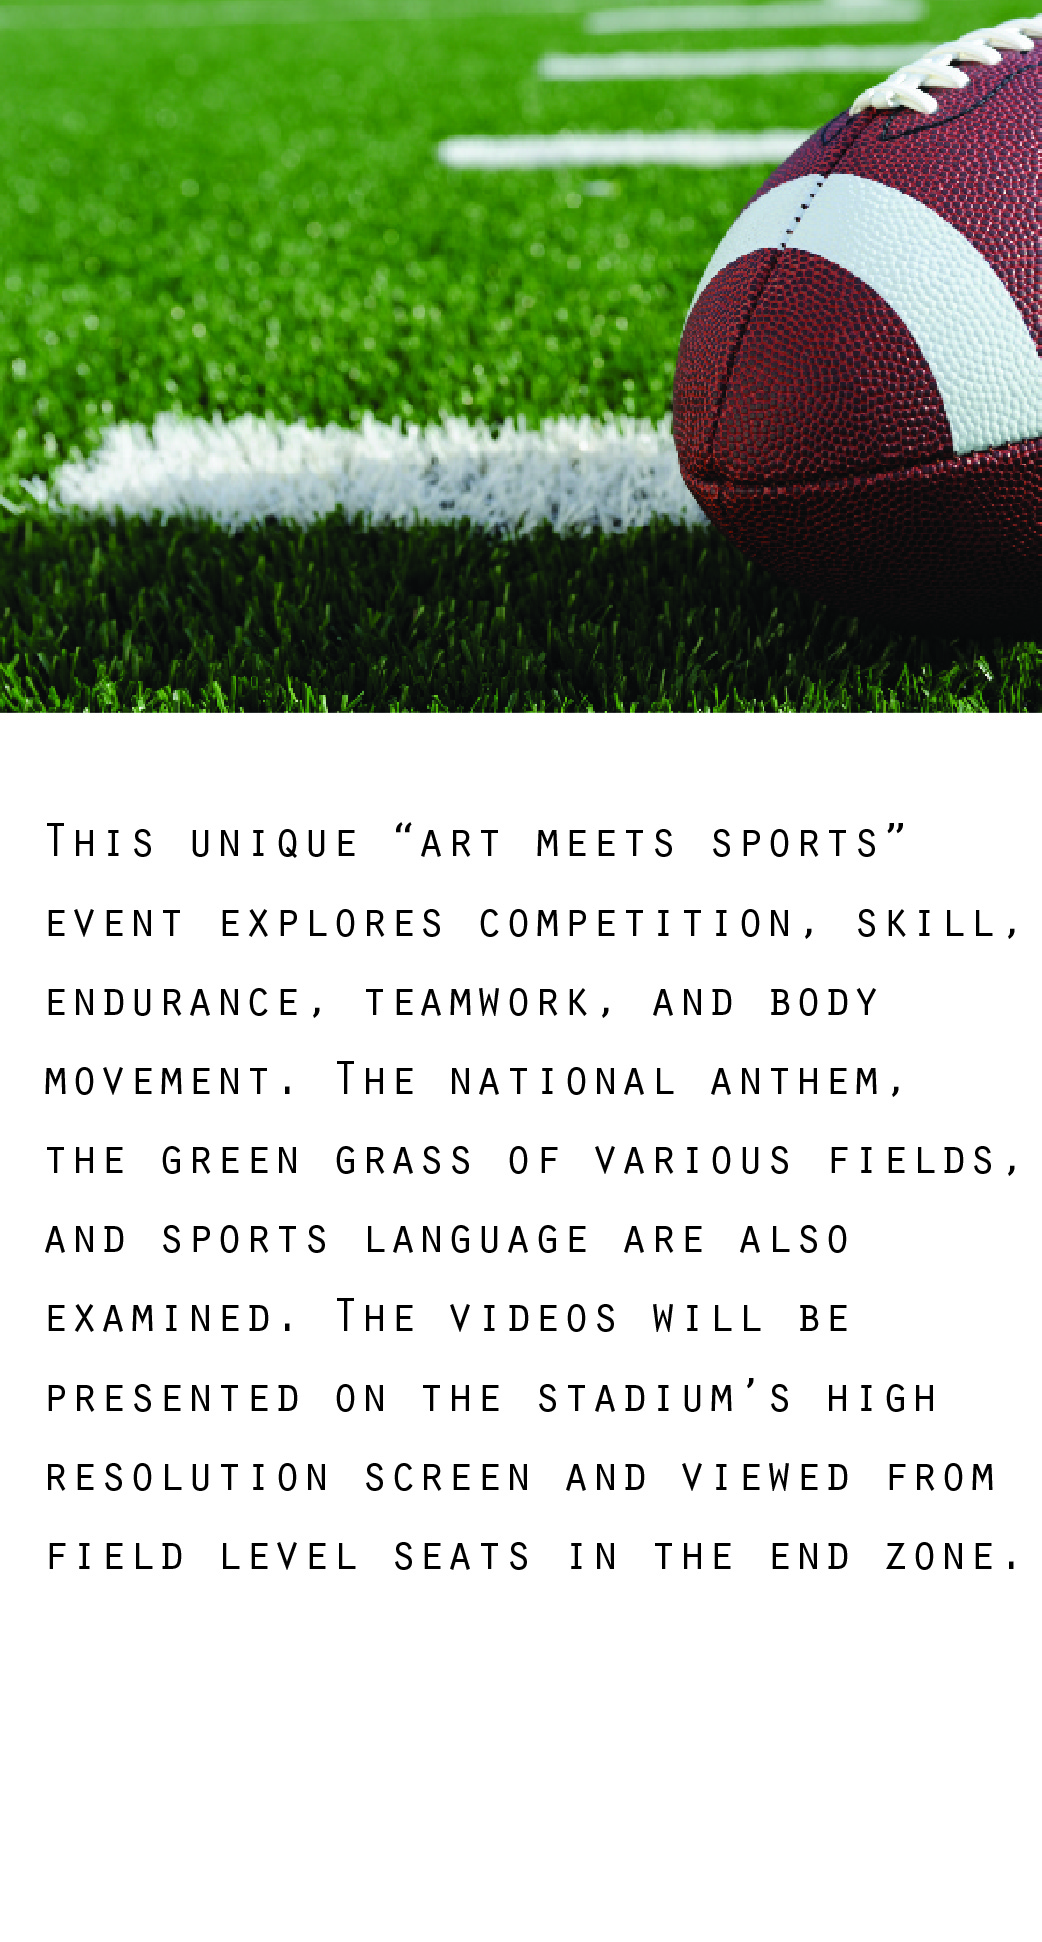 This unique “art meets sports”
event explores competition, skill,
endurance, teamwork, and body
movement. The national anthem,
the green grass of various fields,
and sports language are also
examined. The videos will be
presented on the stadium’s high
resolution screen and viewed from
field level seats in the end zone.